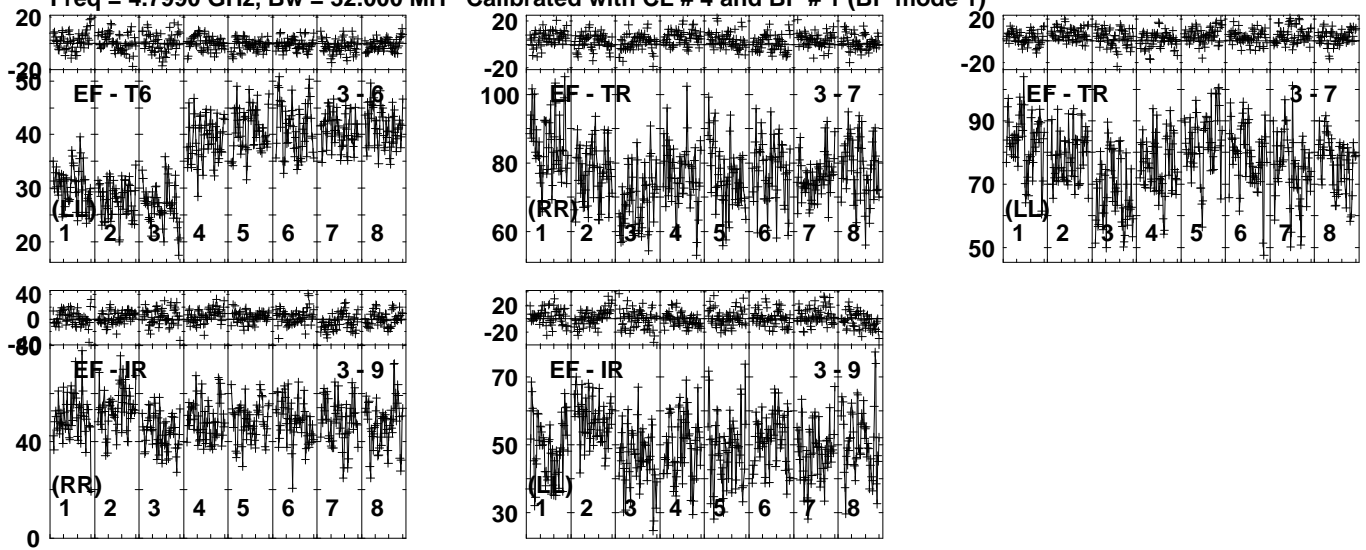 Freq = 4.7990 GHz, Bw = 32.000 MH Calibrated with CL # 4 and BP # 1 (BP mode 1)
20
-20
50
40
30
20
EF - T6
3 - 6
(LL)
1 2 3 4 5 6 7 8
20
-20
100
80
60
EF - TR
3 - 7
(RR)
1 2 3 4 5 6 7 8
20
-20
90
70
50
EF - TR
3 - 7
(LL)
1 2 3 4 5 6 7 8
40
0
-40
80
40
0
EF - IR
3 - 9
(RR)
1 2 3 4 5 6 7 8
20
-20
70
50
30
EF - IR
3 - 9
(LL)
1 2 3 4 5 6 7 8